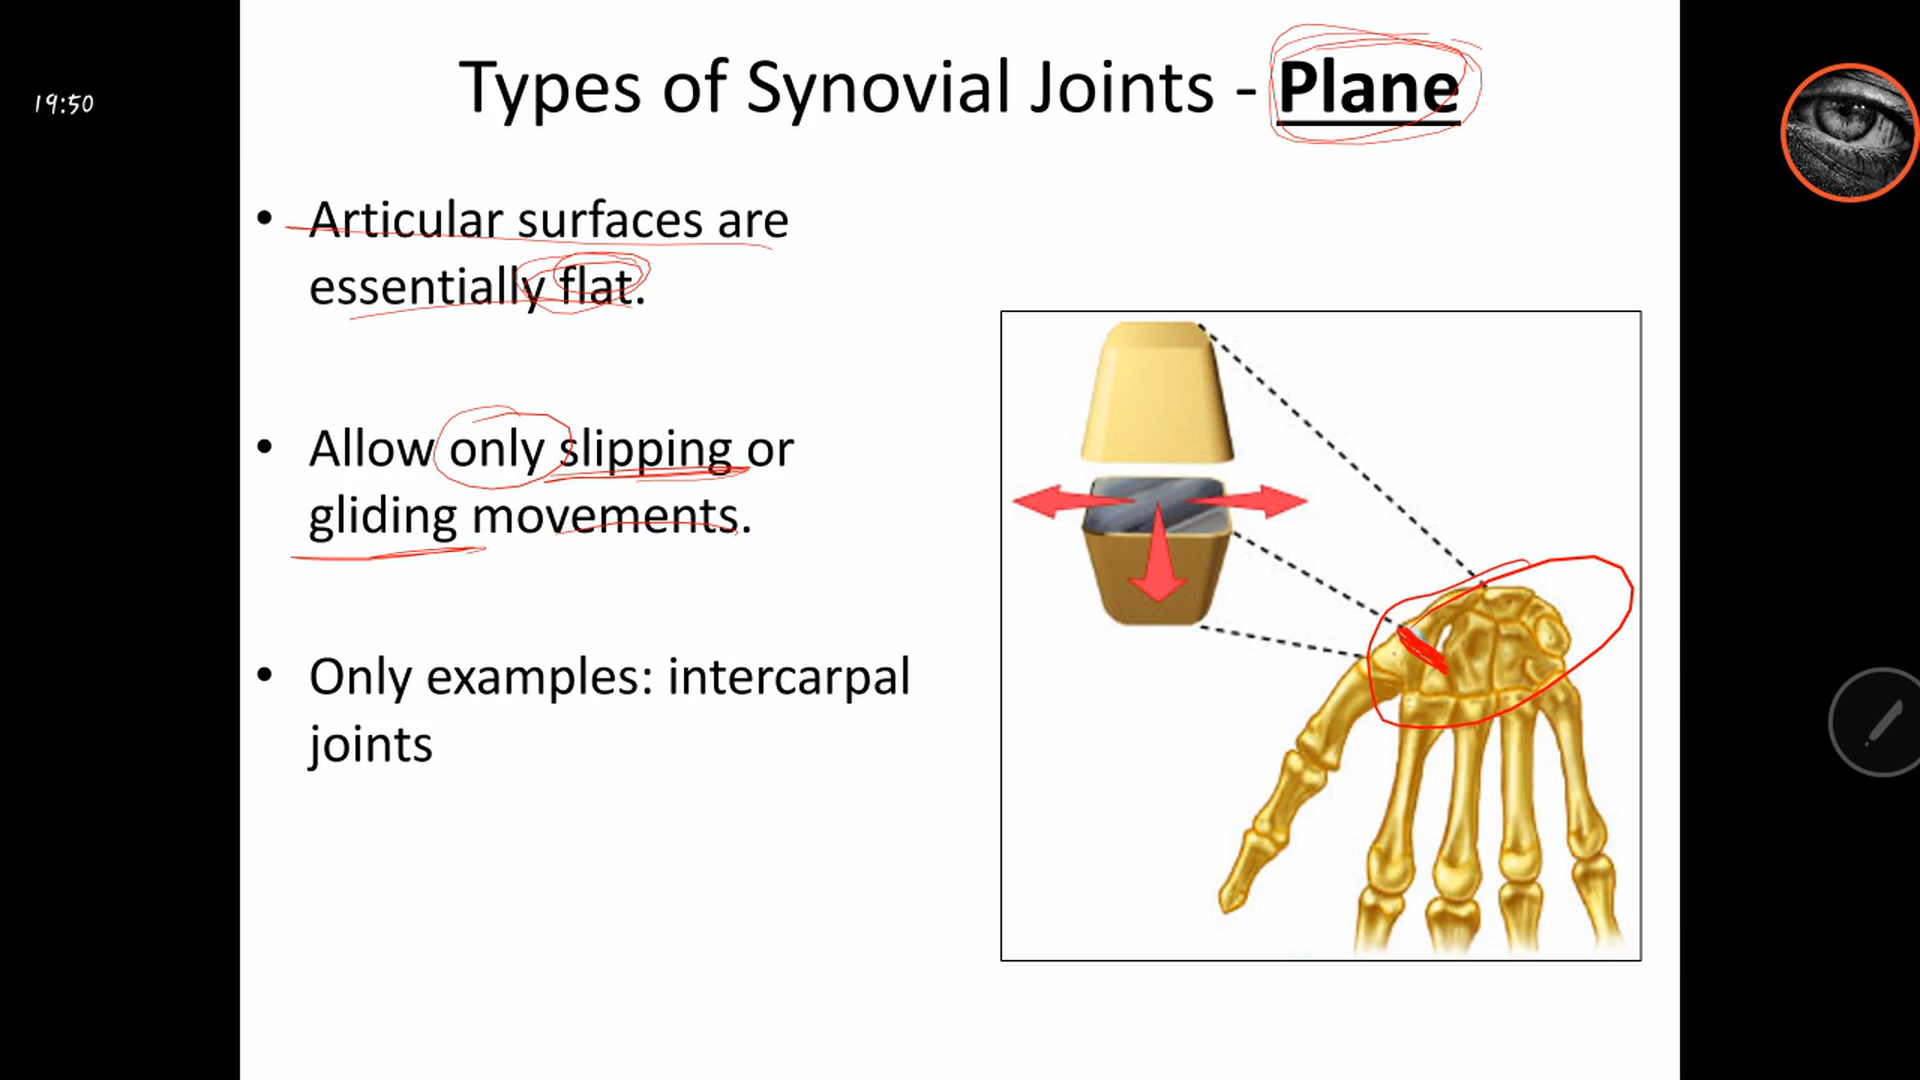 19:50
Types of Synovial Joints - Plane
• Articular surfaces are
essentially flat.
• Allow only slipping or
gliding movements.
• Only examples: intercarpal
joints